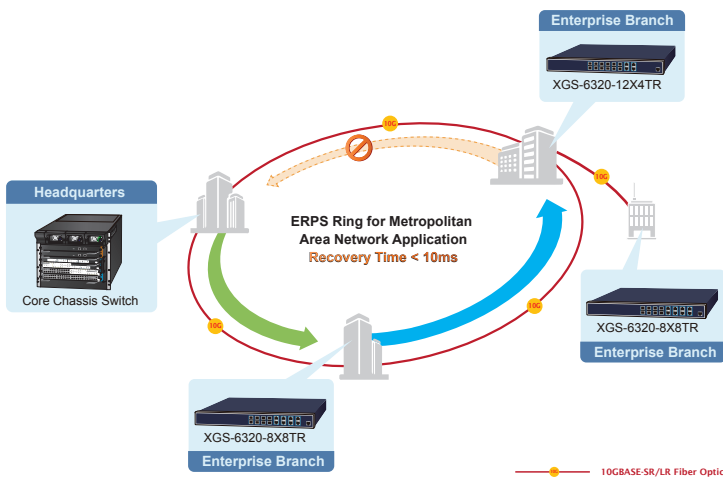 Enterprise Branch
XGS-6320-12X4TR
10G
10G
Headquarters
Core Chassis Switch
ERPS Ring for Metropolitan
Area Network Application
Recovery Time < 10ms
XGS-6320-8X8TR
Enterprise Branch
10G
10G
XGS-6320-8X8TR
Enterprise Branch
10G
10GBASE-SR/LR Fiber Optic